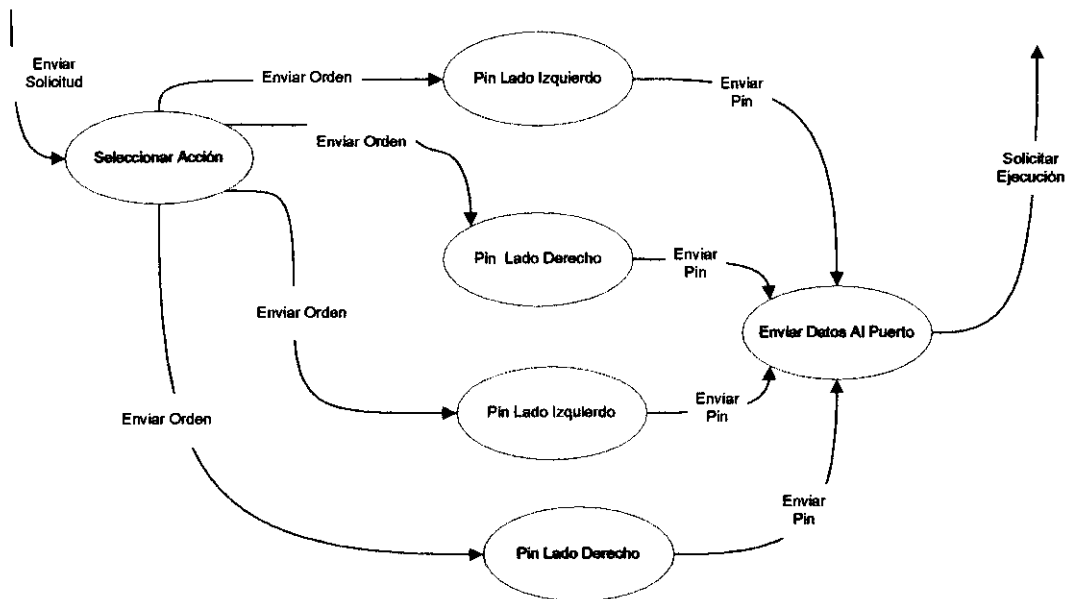 Enviar
Solicitud
Enviar Orden
Pin Lado Izquierdo
Enviar
Pin
Seleccionar Acción
Enviar Orden
Solicitar
Ejecución
Pin Lado Derecho
Enviar
Pin
Enviar Orden
Enviar Datos Al Puerto
Pin Lado Izquierdo
Enviar
Pin
Enviar Orden
Enviar
Pin
Pin Lado Derecho